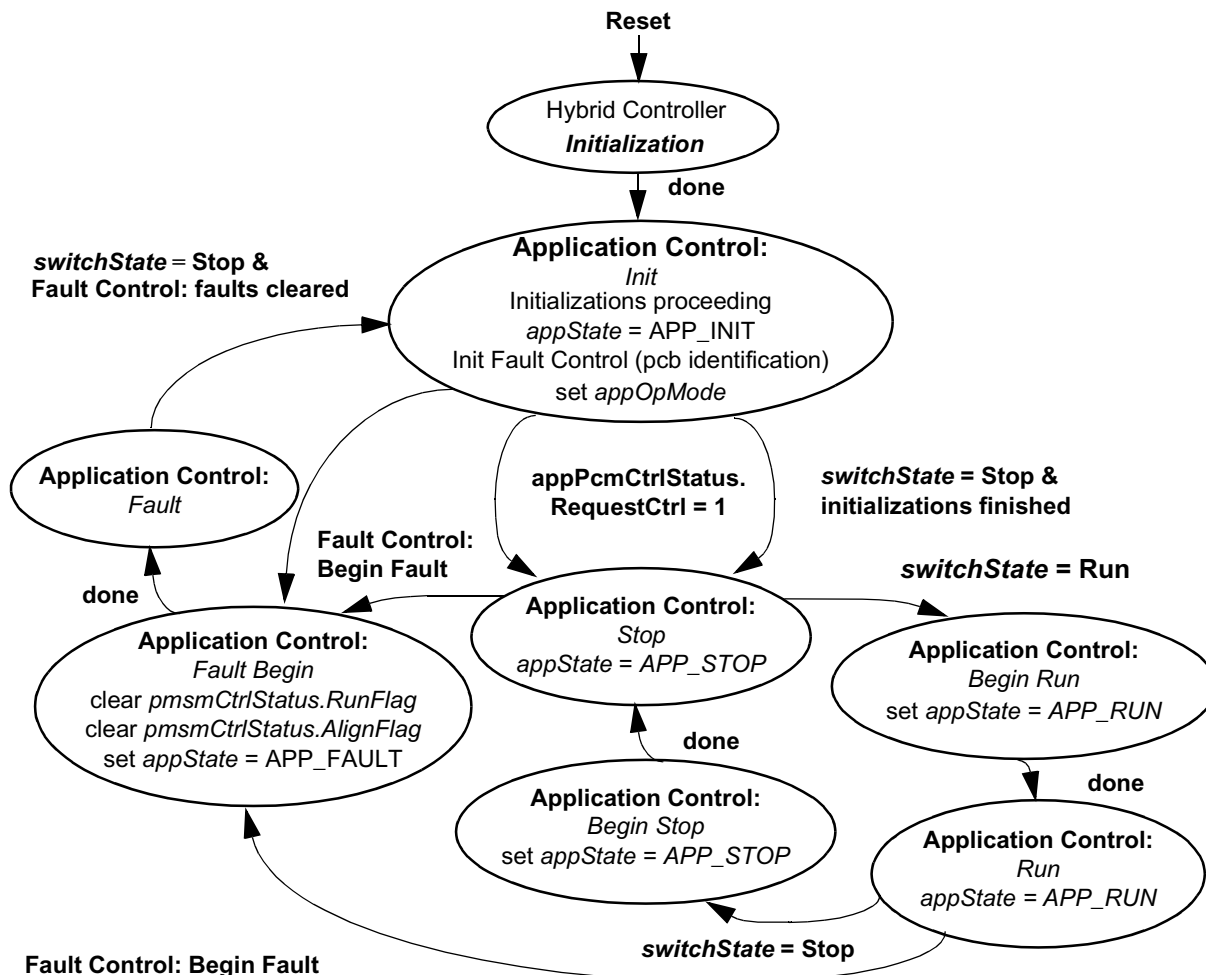 Reset
Hybrid Controller
Initialization
done
Application Control:
Init
Initializations proceeding
appState = APP_INIT
Init Fault Control (pcb identification)
set appOpMode
switchState = Stop &
Fault Control: faults cleared
Application Control:
Fault
appPcmCtrlStatus.
RequestCtrl = 1
switchState = Stop &
initializations finished
Fault Control:
Begin Fault
switchState = Run
done
Application Control:
Fault Begin
clear pmsmCtrlStatus.RunFlag
clear pmsmCtrlStatus.AlignFlag
set appState = APP_FAULT
Application Control:
Stop
appState = APP_STOP
Application Control:
Begin Run
set appState = APP_RUN
done
done
Application Control:
Begin Stop
set appState = APP_STOP
Application Control:
Run
appState = APP_RUN
switchState = Stop
Fault Control: Begin Fault